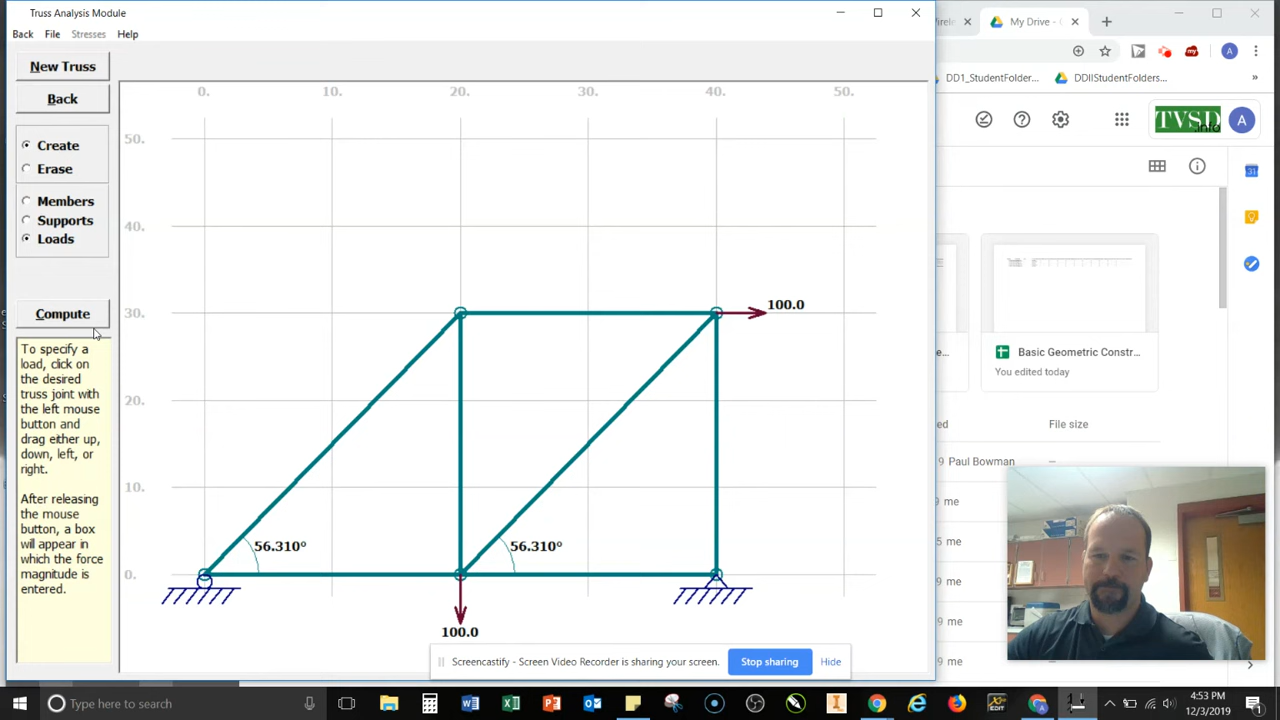 Truss Analysis Module
Back File Stresses Help
New Truss
Back
Create
Erase
Members
Supports
Loads
Compute
To specify a
load, click on
the desired
truss joint with
the left mouse
button and
drag either up,
down, left, or
right.
After releasing
the mouse
button, a box
will appear in
which the force
magnitude is
entered.
0. 10. 20. 30. 40. 50.
50.
40.
30.
20.
10.
0.
100.0
56.310°
56.310°
100.0
Screencastify - Screen Video Recorder is sharing your screen.
Stop sharing
Hide
My Drive -
DD1_StudentFolder...
DDIIStudentFolders...
»
TVSD
.info
A
A
31
Basic Geometric Constr...
You edited today
File size
Paul Bowman
me
me
me
me
me
Type here to search
4:53 PM
12/3/2019